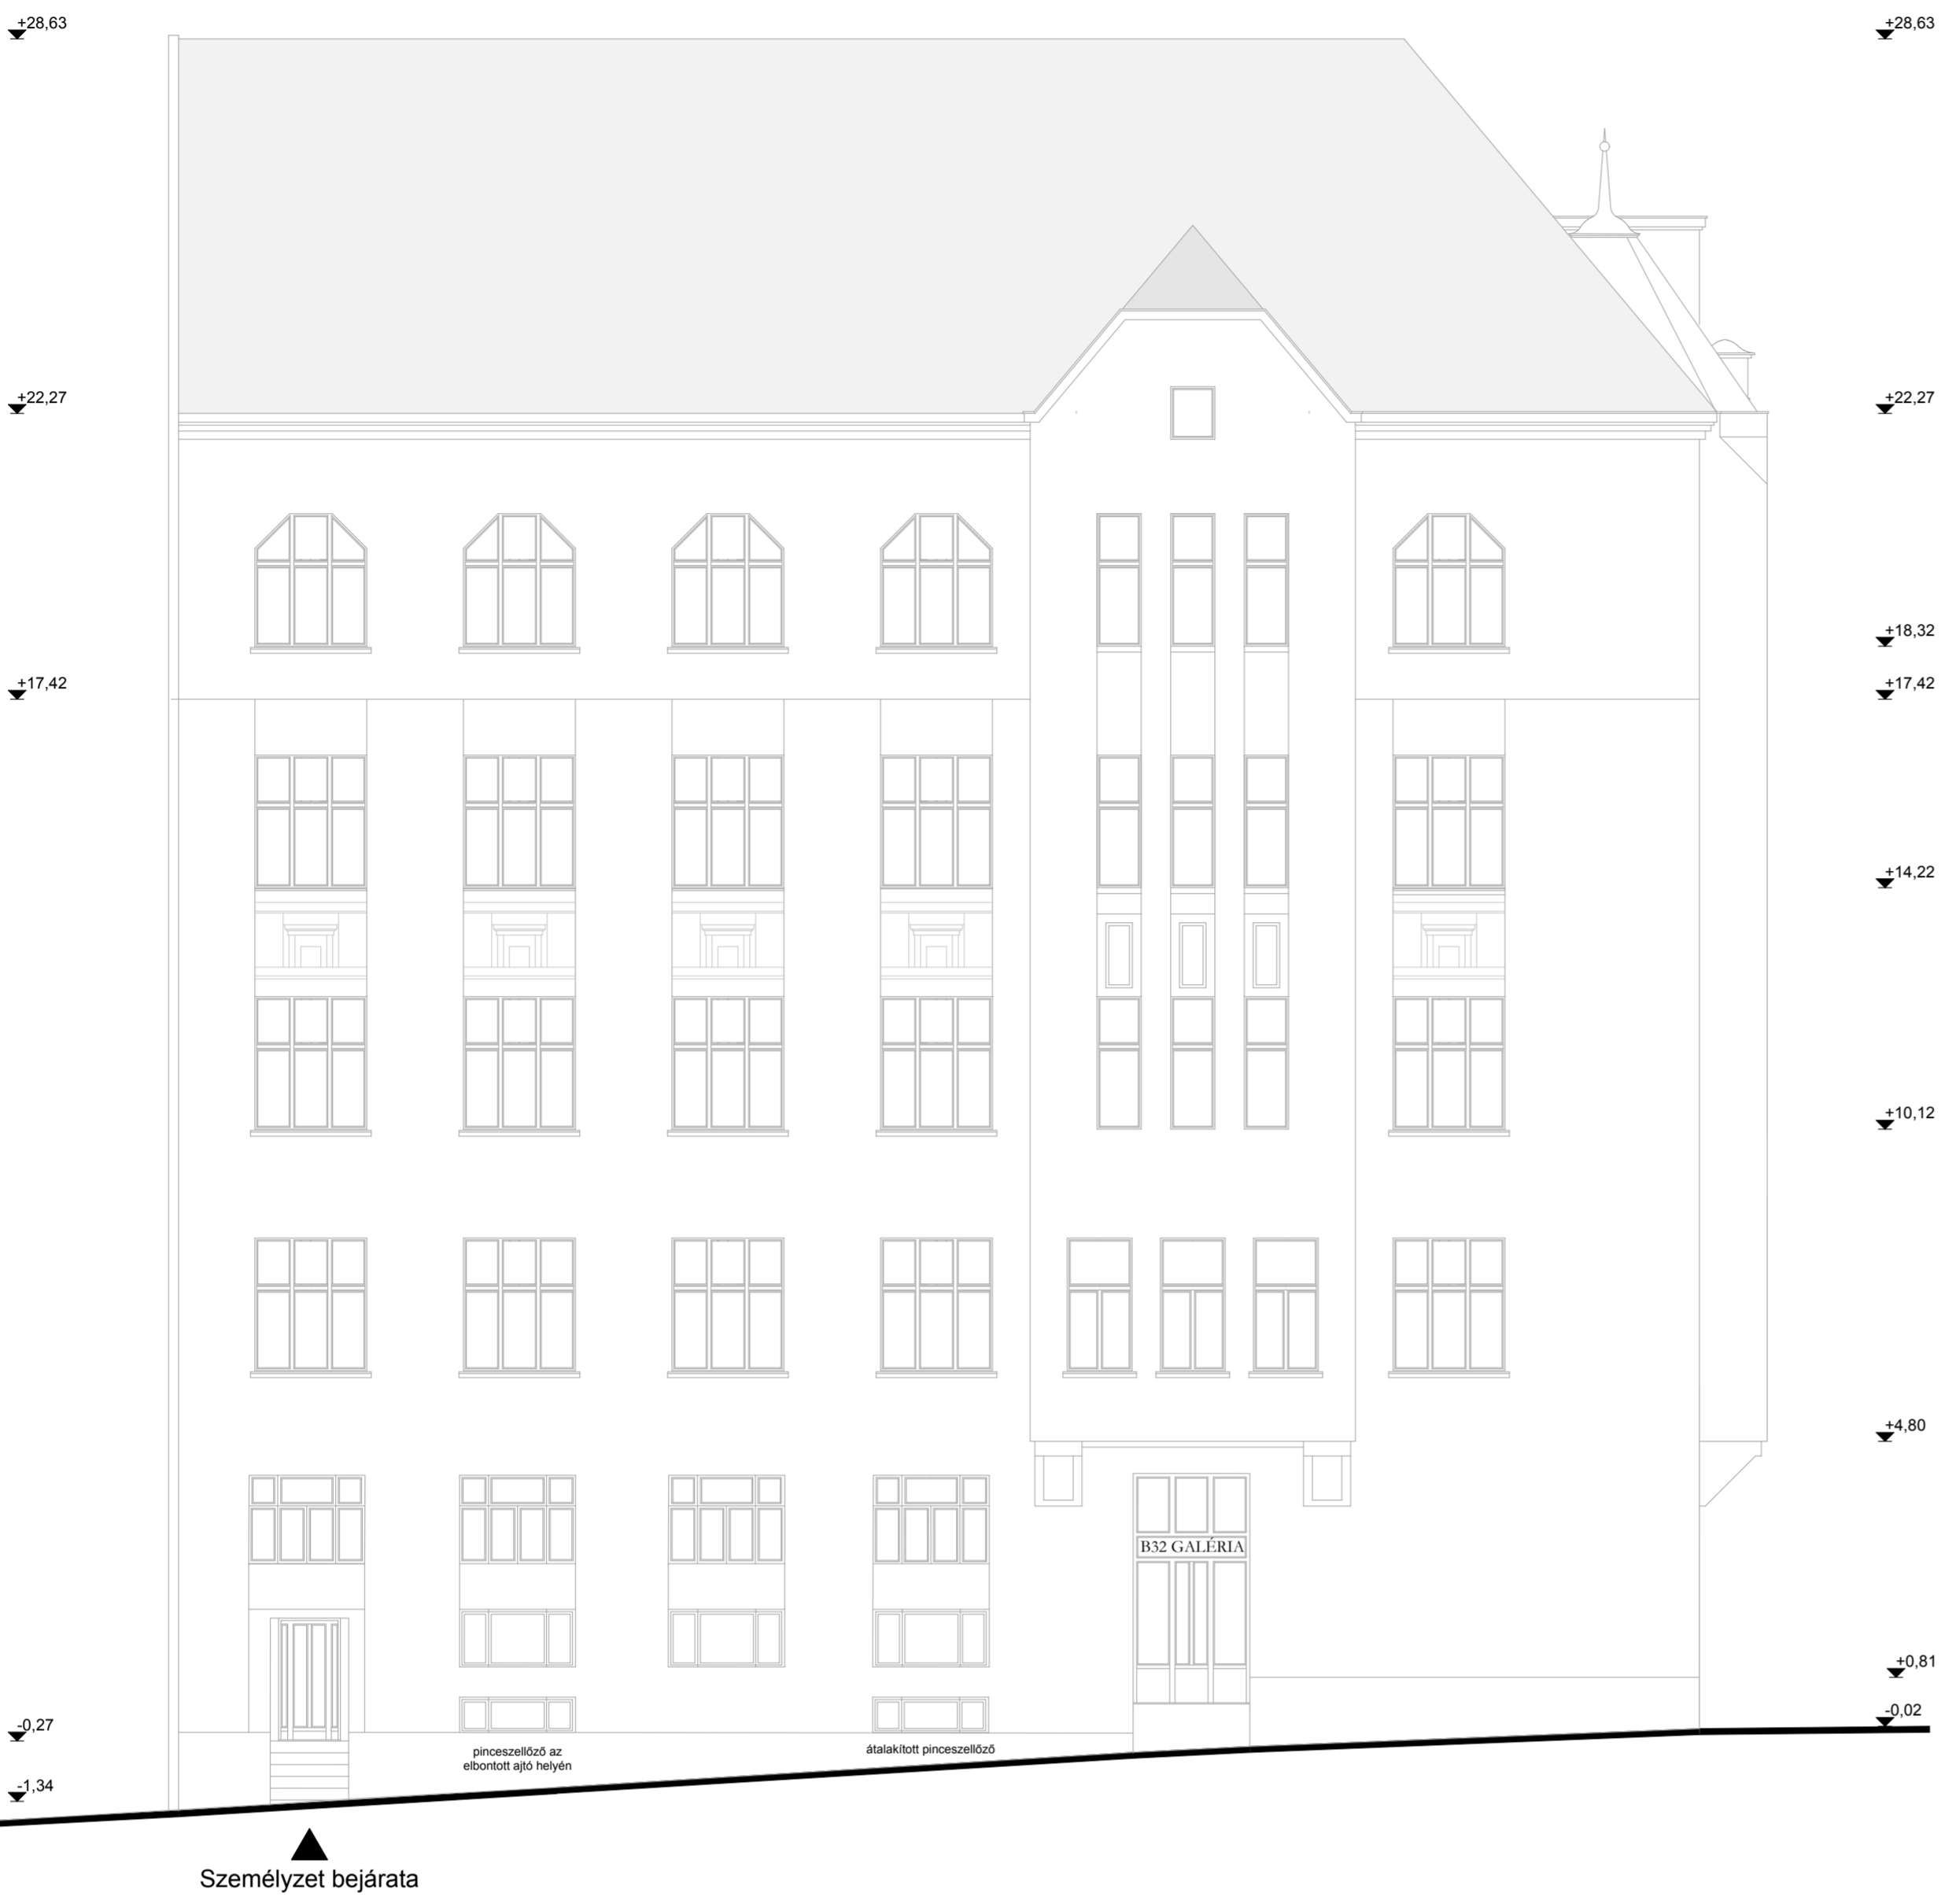 +28,63 +28,63
+22,27 +22,27
+18,32
+17,42 +17,42
+14,22
+10,12
+4,80
B32 GALÉRIA
+0,81
-0,02
-0,27
pinceszellőző az
elbontott ajtó helyén
átalakított pinceszellőző
-1,34
Személyzet bejárata